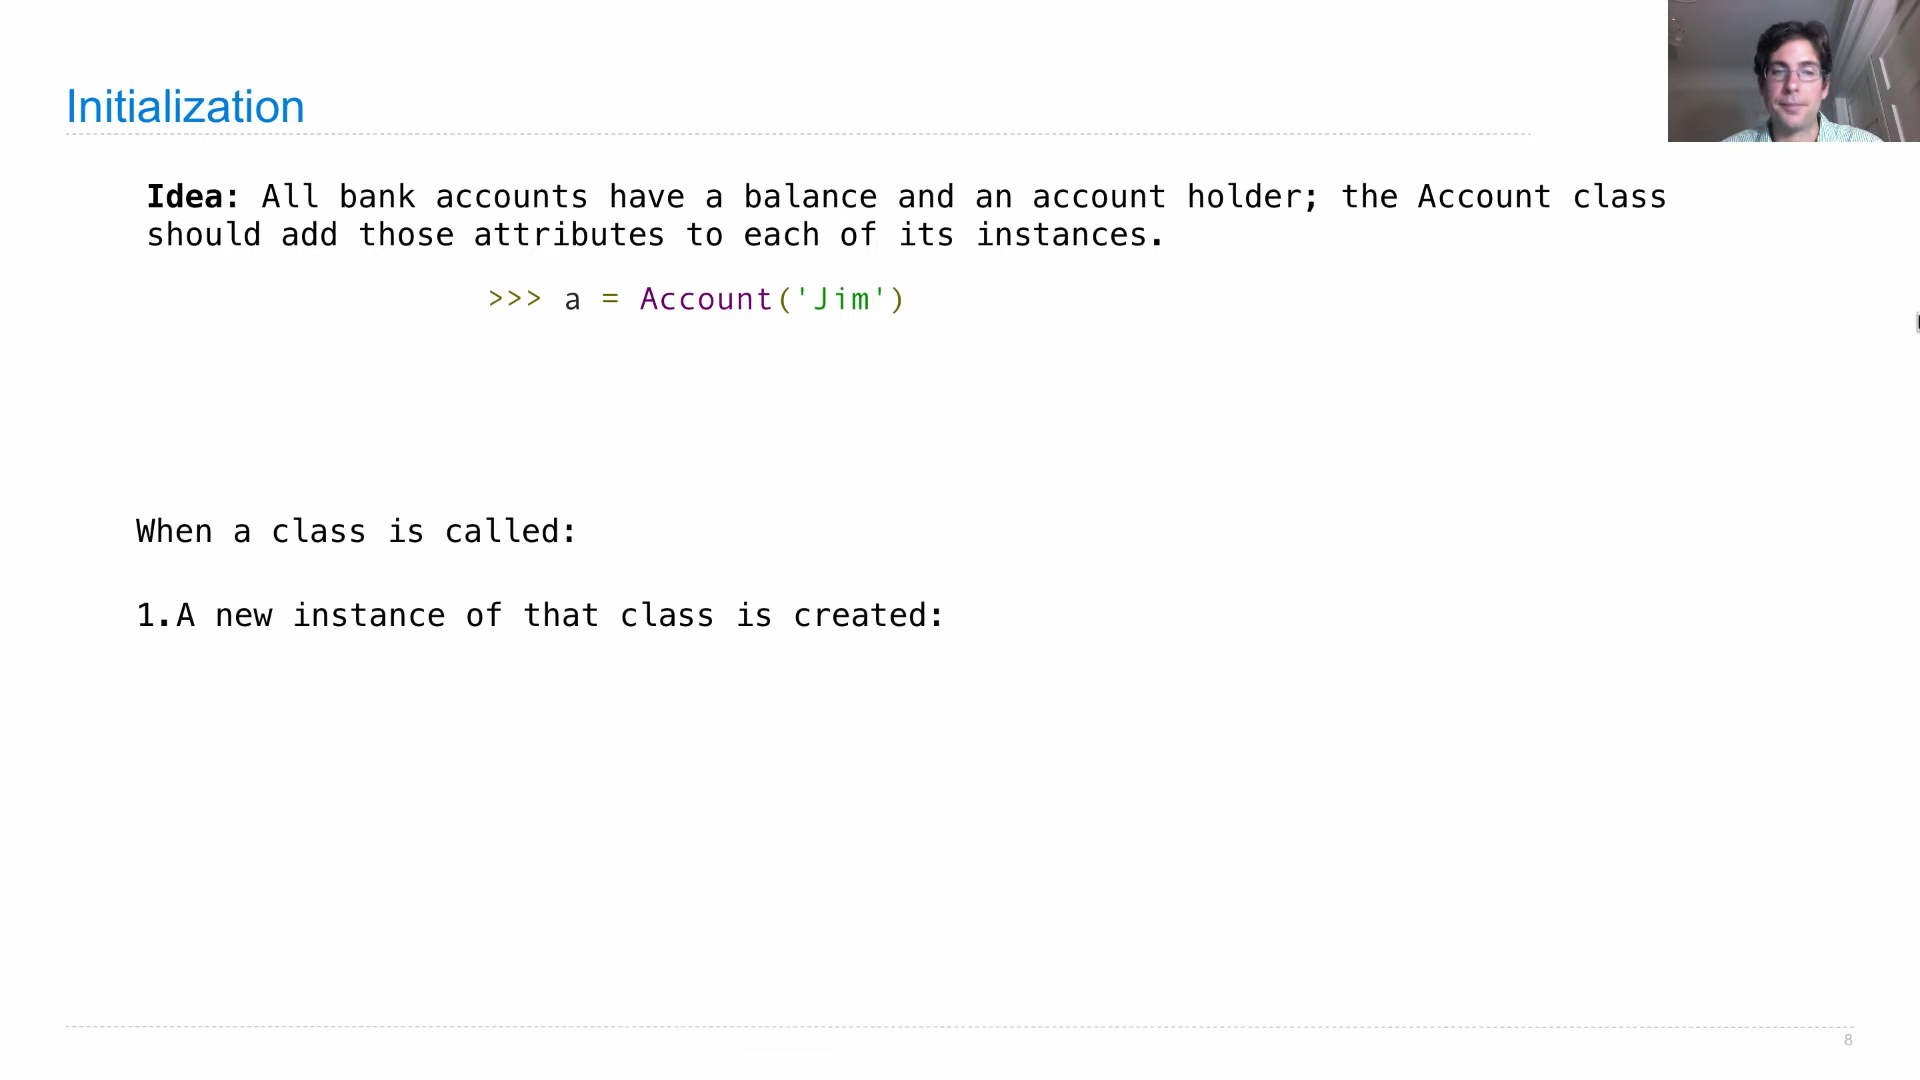 Initialization
Idea: All bank accounts have a balance and an account holder; the Account class
should add those attributes to each of its instances.
>>> a = Account('Jim')
When a class is called:
1.A new instance of that class is created:
8